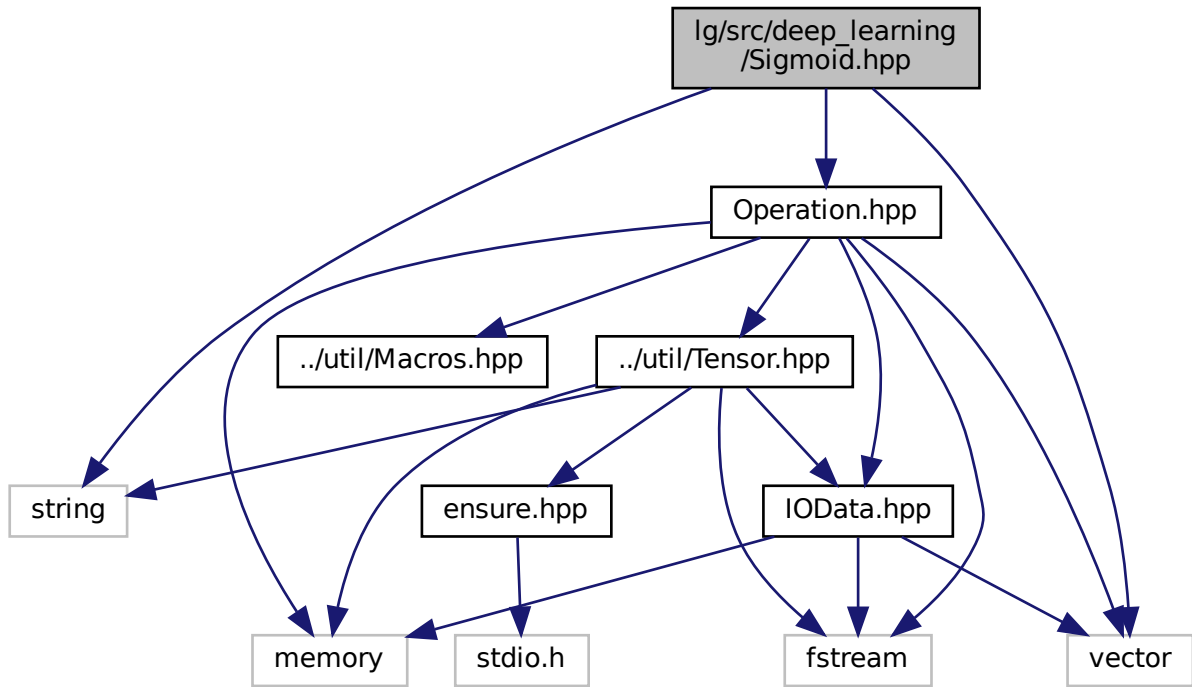 lg/src/deep_learning
/Sigmoid.hpp
Operation.hpp
../util/Macros.hpp
../util/Tensor.hpp
string
ensure.hpp
IOData.hpp
memory
stdio.h
fstream
vector